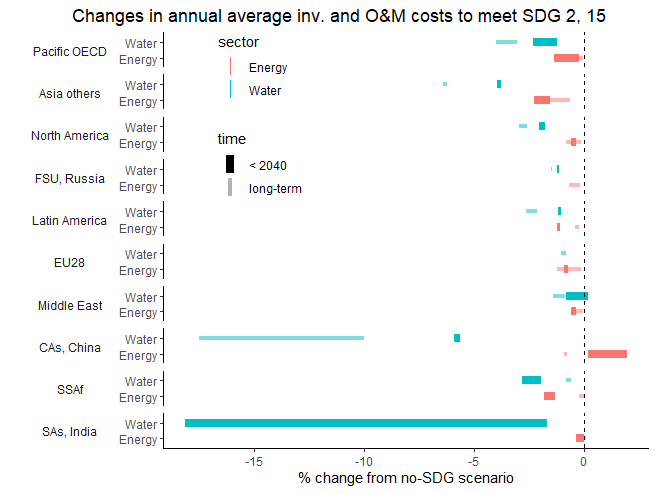 Changes in annual average inv. and O&M costs to meet SDG 2, 15
Pacific OECD
Water
Energy
Asia others
Water
Energy
North America
Water
Energy
FSU, Russia
Water
Energy
Latin America
Water
Energy
EU28
Water
Energy
Middle East
Water
Energy
CAs, China
Water
Energy
SSAf
Water
Energy
SAs, India
Water
Energy
sector
Energy
Water
time
< 2040
long-term
-15 -10 -5 0
% change from no-SDG scenario